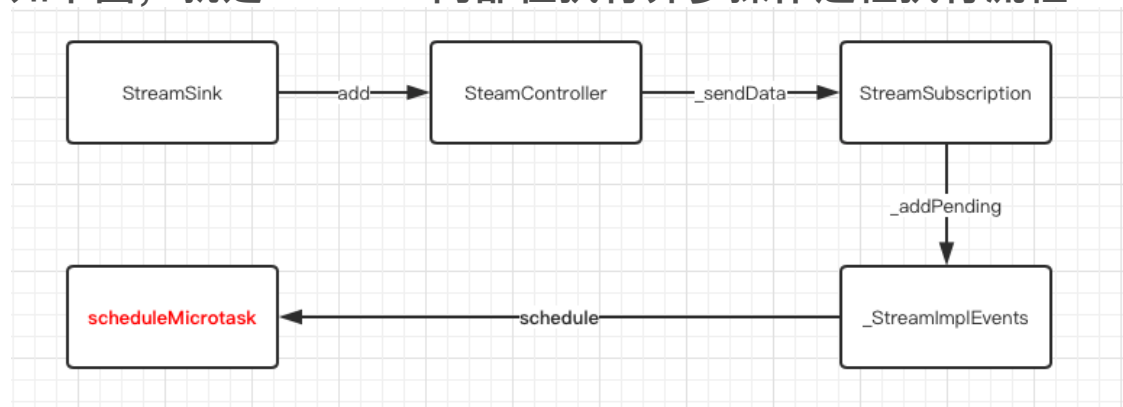 StreamSink
add
SteamController
_sendData
StreamSubscription
_addPending
scheduleMicrotask
schedule
_StreamImplEvents